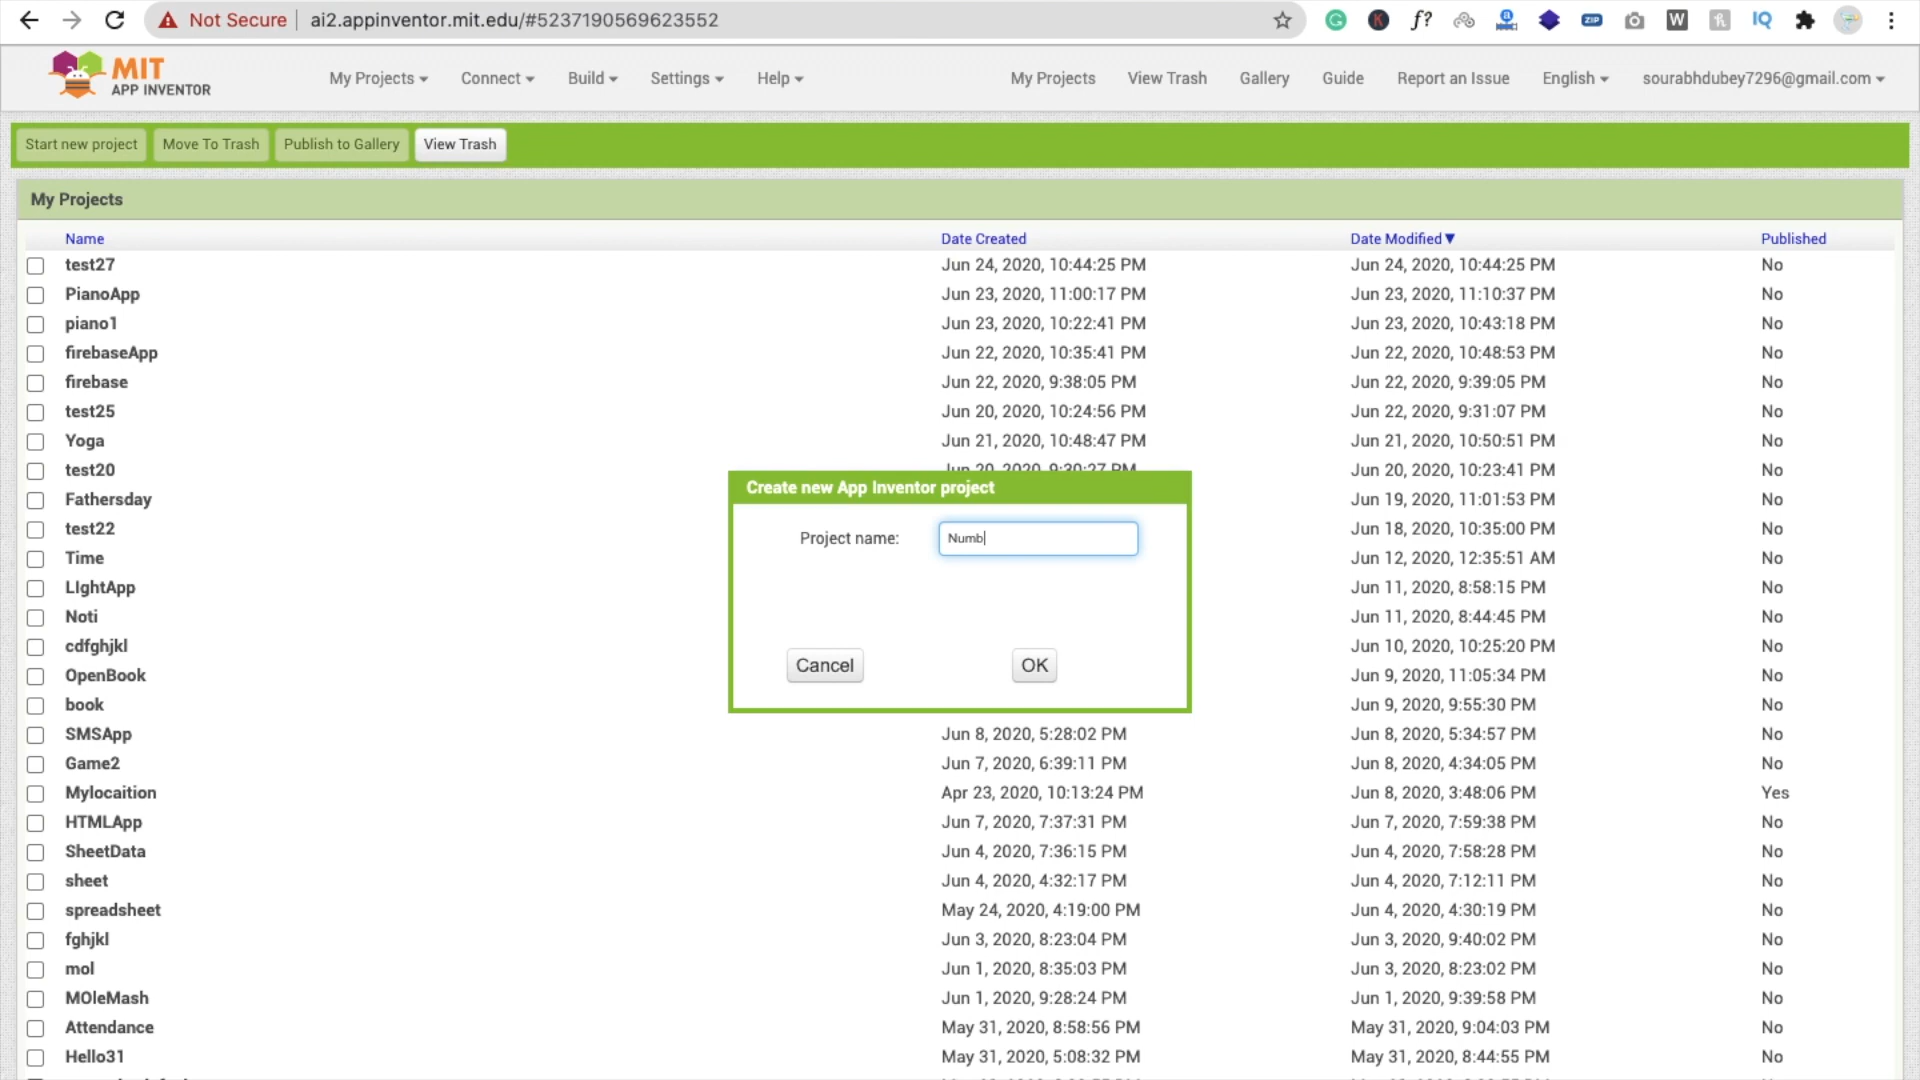 Not Secure ai2.appinventor.mit.edu/#5237190569623552
MIT APP INVENTOR
My Projects Connect Build Settings Help My Projects View Trash Gallery Guide Report an Issue English sourabhdubey7296@gmail.com
Start new project Move To Trash Publish to Gallery View Trash
My Projects
Name Date Created Date Modified Published
test27 Jun 24, 2020, 10:44:25 PM Jun 24, 2020, 10:44:25 PM No
PianoApp Jun 23, 2020, 11:00:17 PM Jun 23, 2020, 11:10:37 PM No
piano1 Jun 23, 2020, 10:22:41 PM Jun 23, 2020, 10:43:18 PM No
firebaseApp Jun 22, 2020, 10:35:41 PM Jun 22, 2020, 10:48:53 PM No
firebase Jun 22, 2020, 9:38:05 PM Jun 22, 2020, 9:39:05 PM No
test25 Jun 20, 2020, 10:24:56 PM Jun 22, 2020, 9:31:07 PM No
Yoga Jun 21, 2020, 10:48:47 PM Jun 21, 2020, 10:50:51 PM No
test20 Jun 20, 2020, 9:30:27 PM Jun 20, 2020, 10:23:41 PM No
Fathersday Jun 19, 2020, 11:01:53 PM No
test22 Jun 18, 2020, 10:35:00 PM No
Time Jun 12, 2020, 12:35:51 AM No
LIghtApp Jun 11, 2020, 8:58:15 PM No
Noti Jun 11, 2020, 8:44:45 PM No
cdfghjkl Jun 10, 2020, 10:25:20 PM No
OpenBook Jun 9, 2020, 11:05:34 PM No
book Jun 9, 2020, 9:55:30 PM No
Create new App Inventor project
Project name: Numb
Cancel OK
SMSApp Jun 8, 2020, 5:28:02 PM Jun 8, 2020, 5:34:57 PM No
Game2 Jun 7, 2020, 6:39:11 PM Jun 8, 2020, 4:34:05 PM No
Mylocaition Apr 23, 2020, 10:13:24 PM Jun 8, 2020, 3:48:06 PM Yes
HTMLApp Jun 7, 2020, 7:37:31 PM Jun 7, 2020, 7:59:38 PM No
SheetData Jun 4, 2020, 7:36:15 PM Jun 4, 2020, 7:58:28 PM No
sheet Jun 4, 2020, 4:32:17 PM Jun 4, 2020, 7:12:11 PM No
spreadsheet May 24, 2020, 4:19:00 PM Jun 4, 2020, 4:30:19 PM No
fghjkl Jun 3, 2020, 8:23:04 PM Jun 3, 2020, 9:40:02 PM No
mol Jun 1, 2020, 8:35:03 PM Jun 3, 2020, 8:23:02 PM No
MOleMash Jun 1, 2020, 9:28:24 PM Jun 1, 2020, 9:39:58 PM No
Attendance May 31, 2020, 8:58:56 PM May 31, 2020, 9:04:03 PM No
Hello31 May 31, 2020, 5:08:32 PM May 31, 2020, 8:44:55 PM No